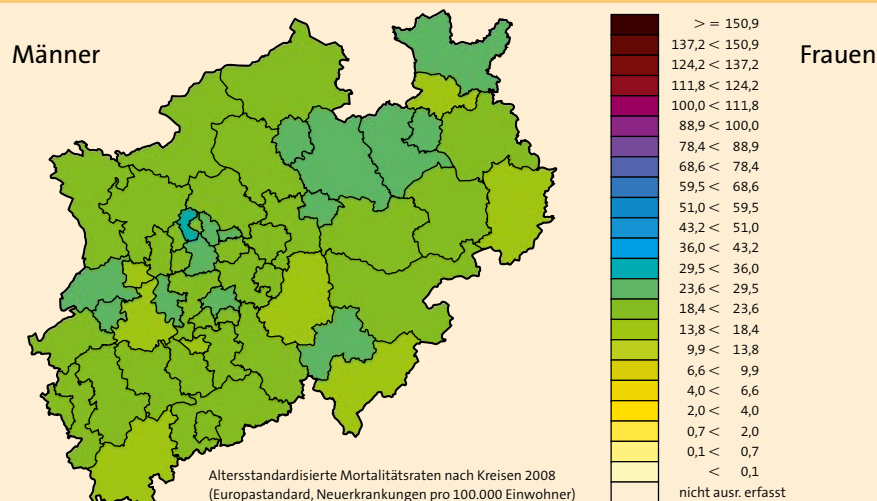 Männer
Frauen
> = 150,9
137,2 < 150,9
124,2 < 137,2
111,8 < 124,2
100,0 < 111,8
88,9 < 100,0
78,4 < 88,9
68,6 < 78,4
59,5 < 68,6
51,0 < 59,5
43,2 < 51,0
36,0 < 43,2
29,5 < 36,0
23,6 < 29,5
18,4 < 23,6
13,8 < 18,4
9,9 < 13,8
6,6 < 9,9
4,0 < 6,6
2,0 < 4,0
0,7 < 2,0
0,1 < 0,7
< 0,1
nicht ausr. erfasst
Altersstandardisierte Mortalitätsraten nach Kreisen 2008
(Europastandard, Neuerkrankungen pro 100.000 Einwohner)